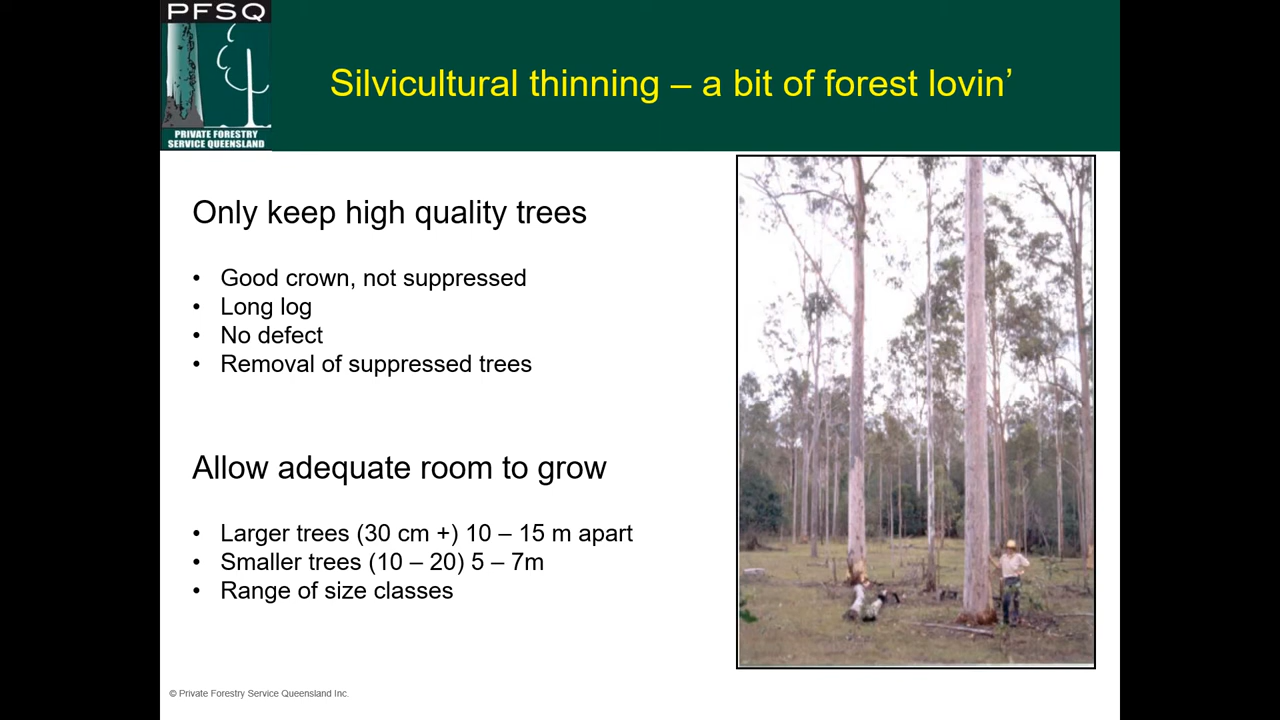 PFSQ
PRIVATE FORESTRY
SERVICE QUEENSLAND
Silvicultural thinning – a bit of forest lovin’
Only keep high quality trees
• Good crown, not suppressed
• Long log
• No defect
• Removal of suppressed trees
Allow adequate room to grow
• Larger trees (30 cm +) 10 – 15 m apart
• Smaller trees (10 – 20) 5 – 7m
• Range of size classes
© Private Forestry Service Queensland Inc.